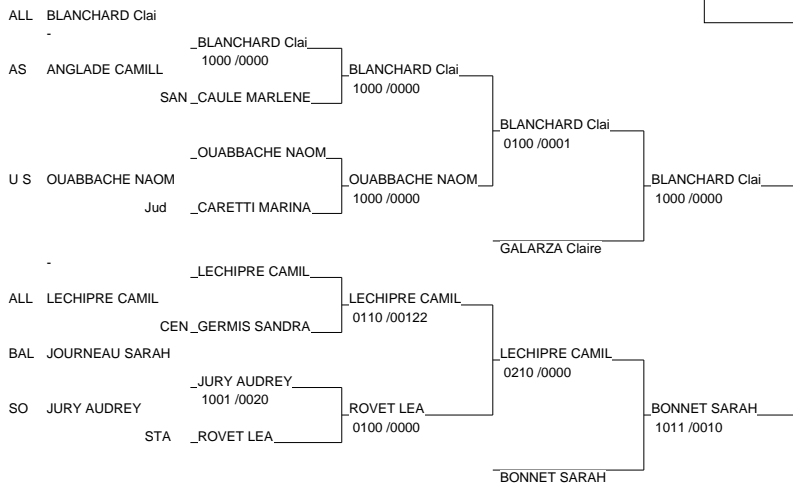 ALL BLANCHARD Clai
-
_BLANCHARD Clai
1000 /0000
AS ANGLADE CAMILL
BLANCHARD Clai
1000 /0000
SAN _CAULE MARLENE
BLANCHARD Clai
0100 /0001
_OUABBACHE NAOM
U S OUABBACHE NAOM
OUABBACHE NAOM
1000 /0000
BLANCHARD Clai
1000 /0000
Jud _CARETTI MARINA
GALARZA Claire
-
_LECHIPRE CAMIL
ALL LECHIPRE CAMIL
LECHIPRE CAMIL
0110 /00122
CEN _GERMIS SANDRA
BAL JOURNEAU SARAH
LECHIPRE CAMIL
0210 /0000
_JURY AUDREY
1001 /0020
SO JURY AUDREY
ROVET LEA
0100 /0000
BONNET SARAH
1011 /0010
STA _ROVET LEA
BONNET SARAH